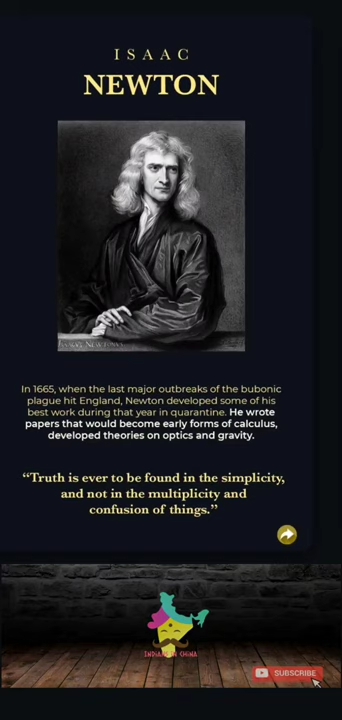 ISAAC
NEWTON
ISAAC NEWTON
In 1665, when the last major outbreaks of the bubonic
plague hit England, Newton developed some of his
best work during that year in quarantine. He wrote
papers that would become early forms of calculus,
developed theories on optics and gravity.
“Truth is ever to be found in the simplicity,
and not in the multiplicity and
confusion of things.”
INDIAN IN CHINA
SUBSCRIBE